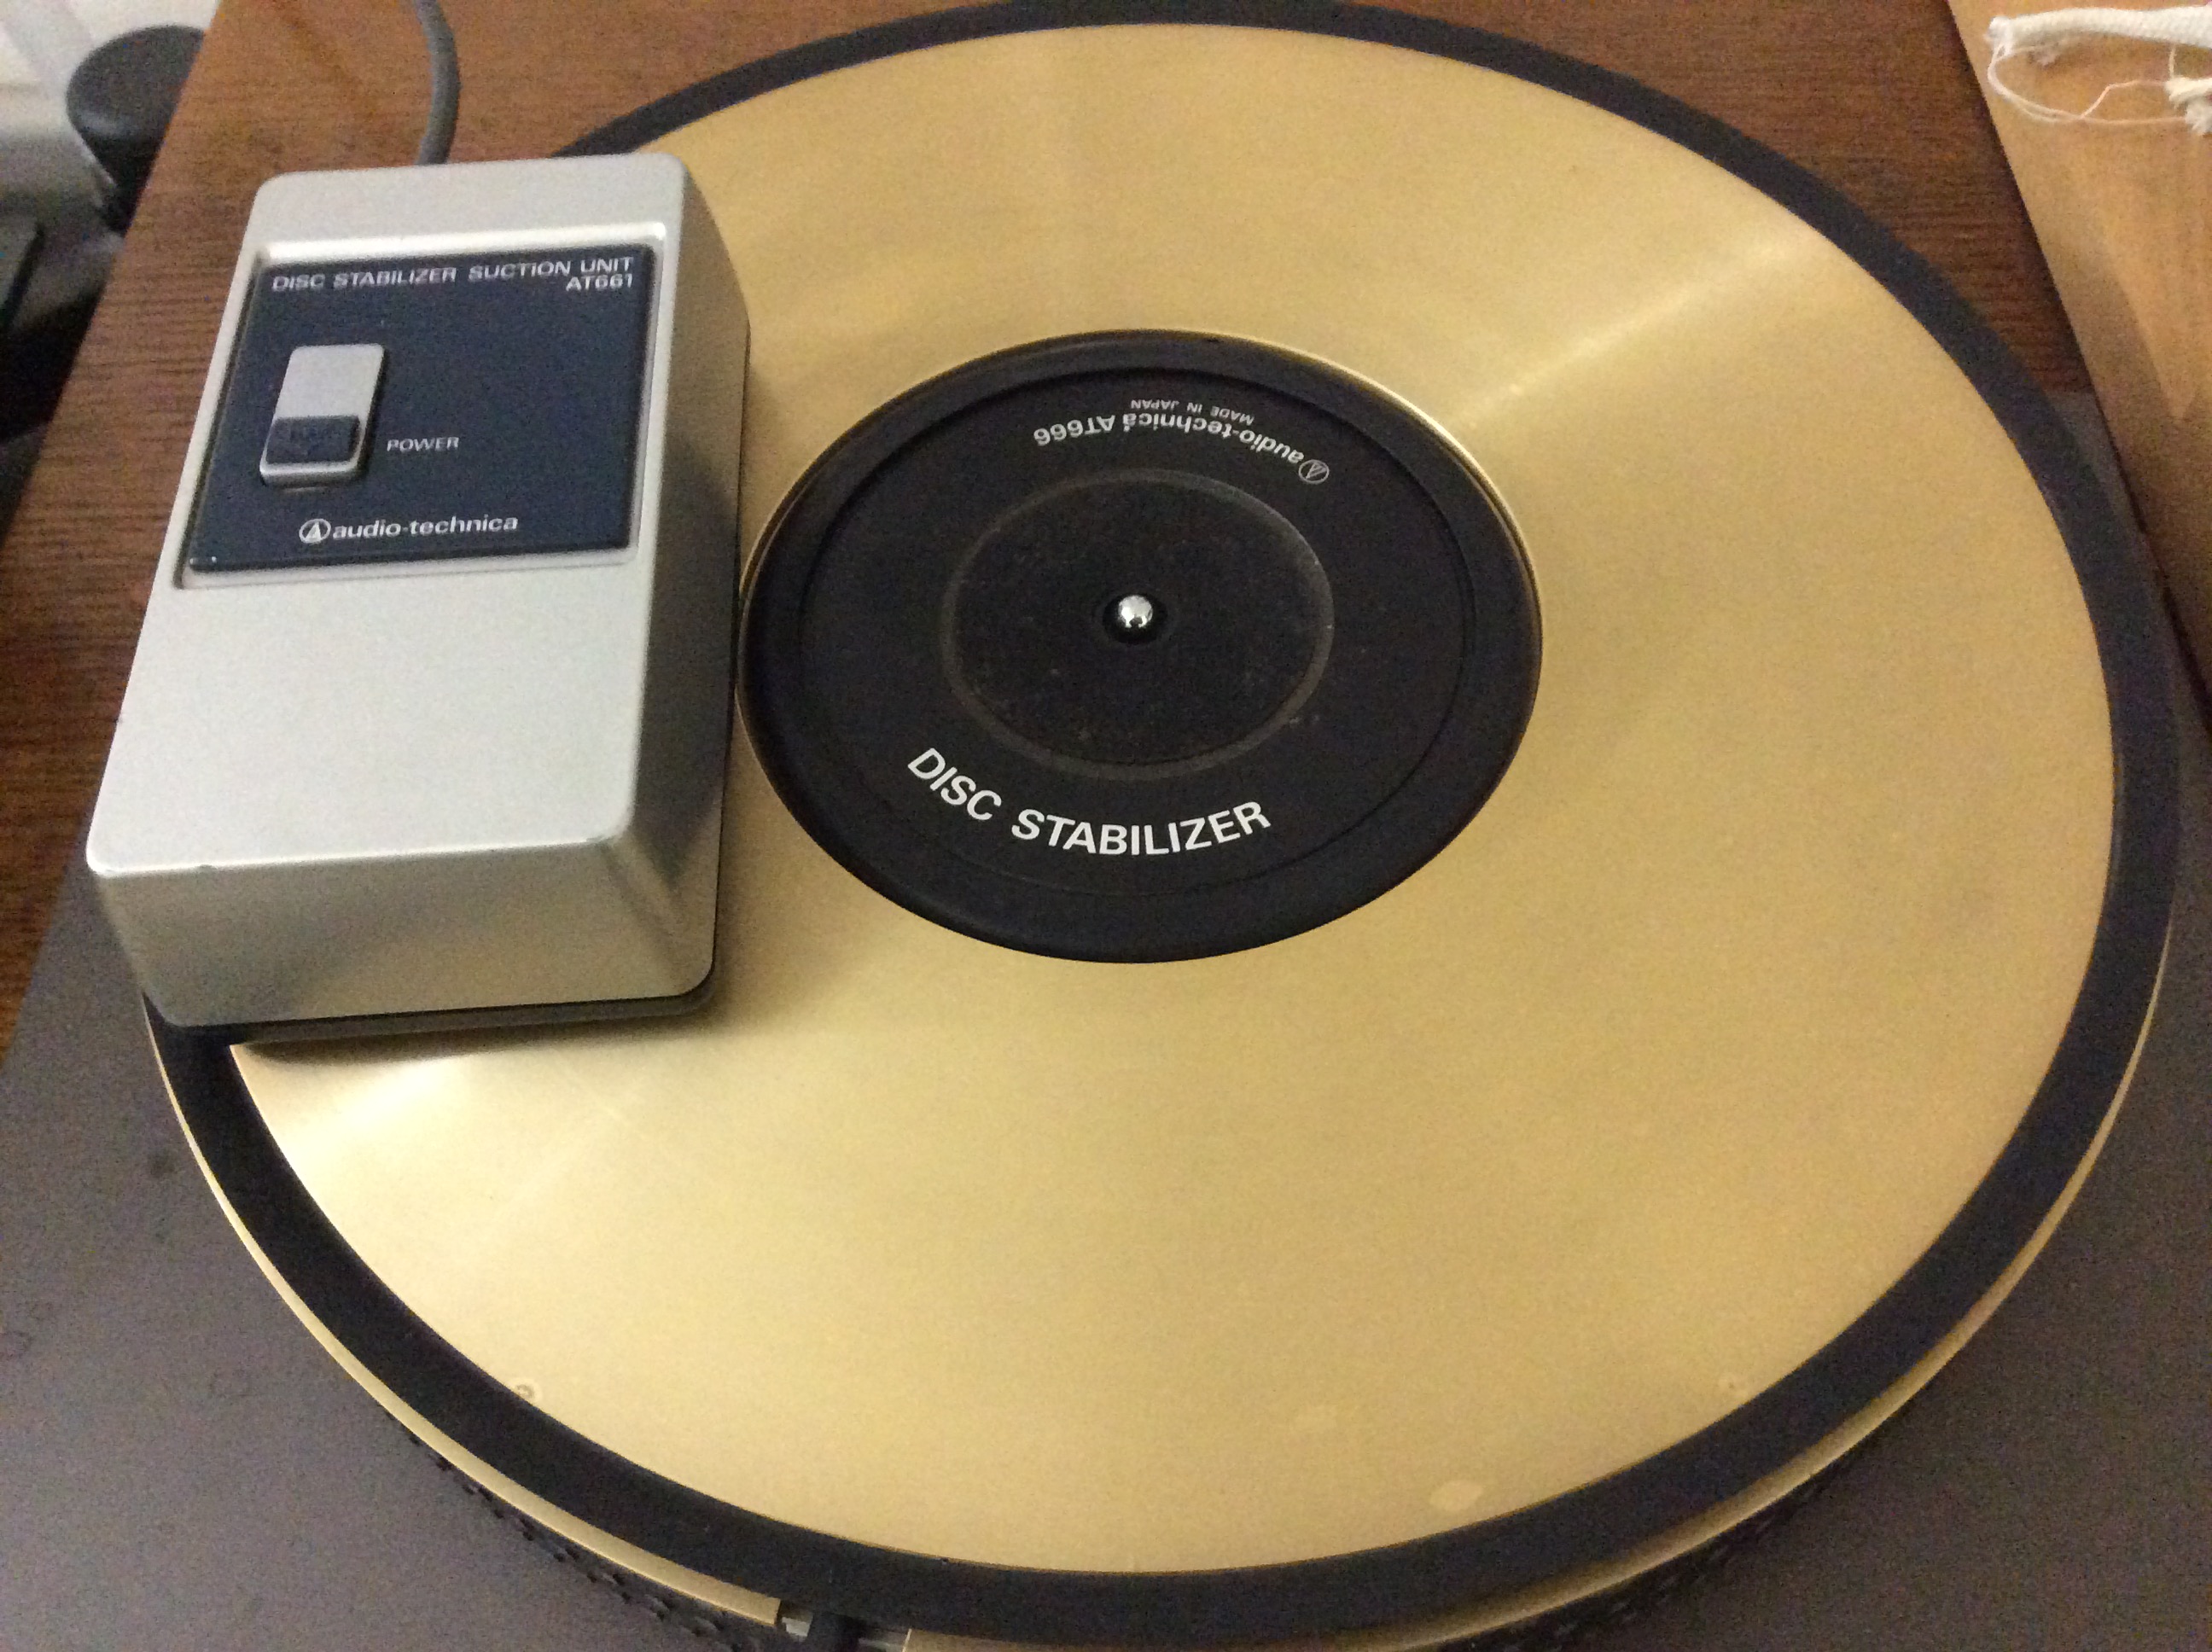 DISC STABILIZER SUCTION UNIT
AT661
POWER
audio-technica
audio-technica AT666
MADE IN JAPAN
DISC STABILIZER